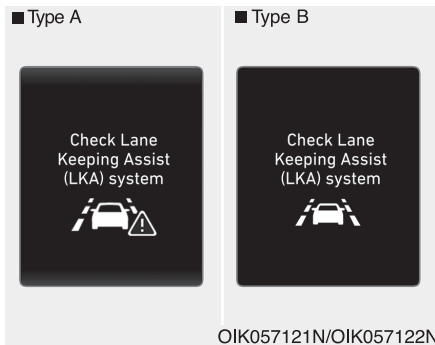 ■ Type A
■ Type B
Check Lane
Keeping Assist
(LKA) system
Check Lane
Keeping Assist
(LKA) system
OIK057121N/OIK057122N